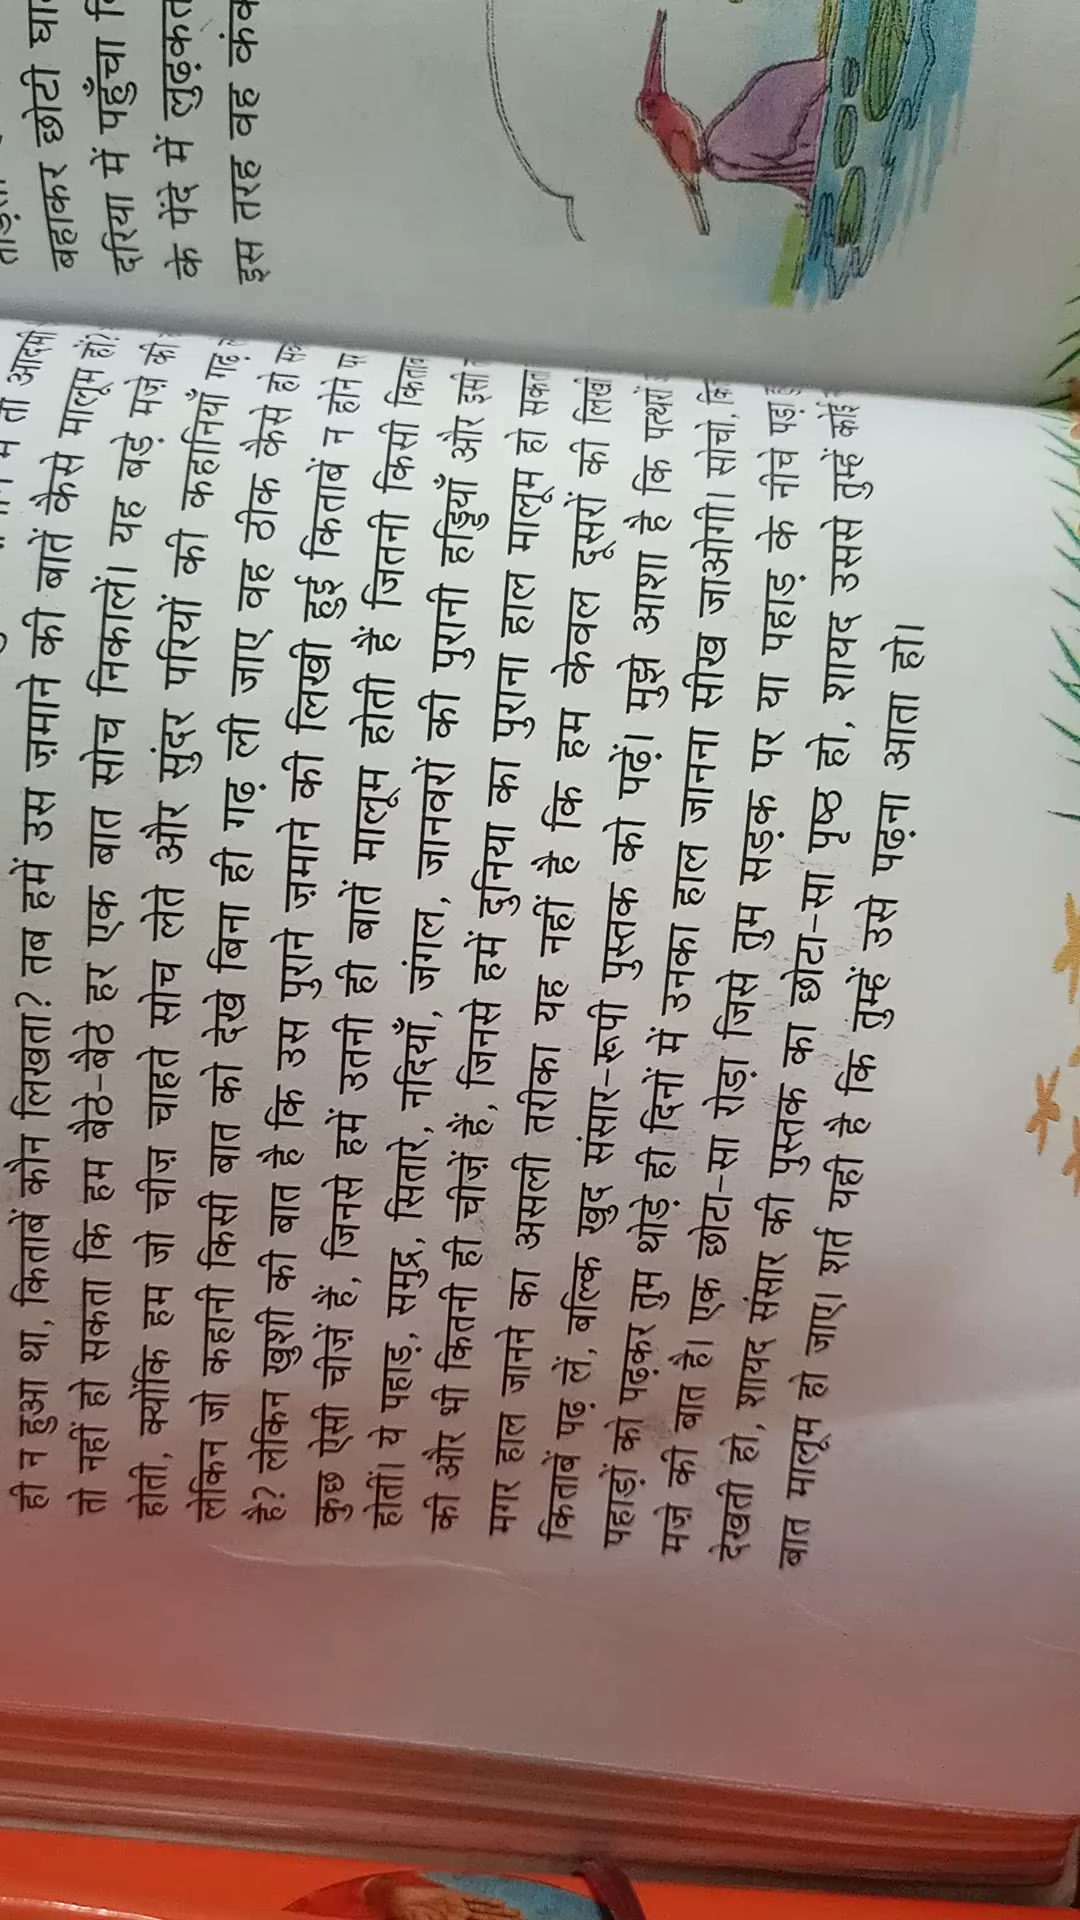 ही न हुआ था, किताबें कौन लिखता? तब हमें उस ज़माने की बातें कैसे मालूम हों?
तो नहीं हो सकता कि हम बैठे-बैठे हर एक बात सोच निकालें। यह बड़े मज़े की
होती, क्योंकि हम जो चीज़ चाहते सोच लेते और सुंदर परियों की कहानियाँ गढ़
लेकिन जो कहानी किसी बात को देखे बिना ही गढ़ ली जाए वह ठीक कैसे हो
है? लेकिन खुशी की बात है कि उस पुराने ज़माने की लिखी हुई किताबें न होने
कुछ ऐसी चीज़ें हैं, जिनसे हमें उतनी ही बातें मालूम होती हैं जितनी किसी
होतीं। ये पहाड़, समुद्र, सितारे, नदियाँ, जंगल, जानवरों की पुरानी हड्डियाँ और इसी
की और भी कितनी ही चीज़ें हैं, जिनसे हमें दुनिया का पुराना हाल मालूम हो
मगर हाल जानने का असली तरीका यह नहीं है कि हम केवल दूसरों की
किताबें पढ़ लें, बल्कि खुद संसार-रूपी पुस्तक को पढ़ें। मुझे आशा है कि पत्थरों
पहाड़ों को पढ़कर तुम थोड़े ही दिनों में उनका हाल जानना सीख जाओगी। सोचो,
मज़े की बात है। एक छोटा-सा रोड़ा जिसे तुम सड़क पर या पहाड़ के नीचे पड़ा
देखती हो, शायद संसार की पुस्तक का छोटा-सा पृष्ठ हो, शायद उससे तुम्हें कोई
बात मालूम हो जाए। शर्त यही है कि तुम्हें उसे पढ़ना आता हो।
बहाकर छोटी
दरिया में पहुँचा
के पेंदे में
इस तरह वह